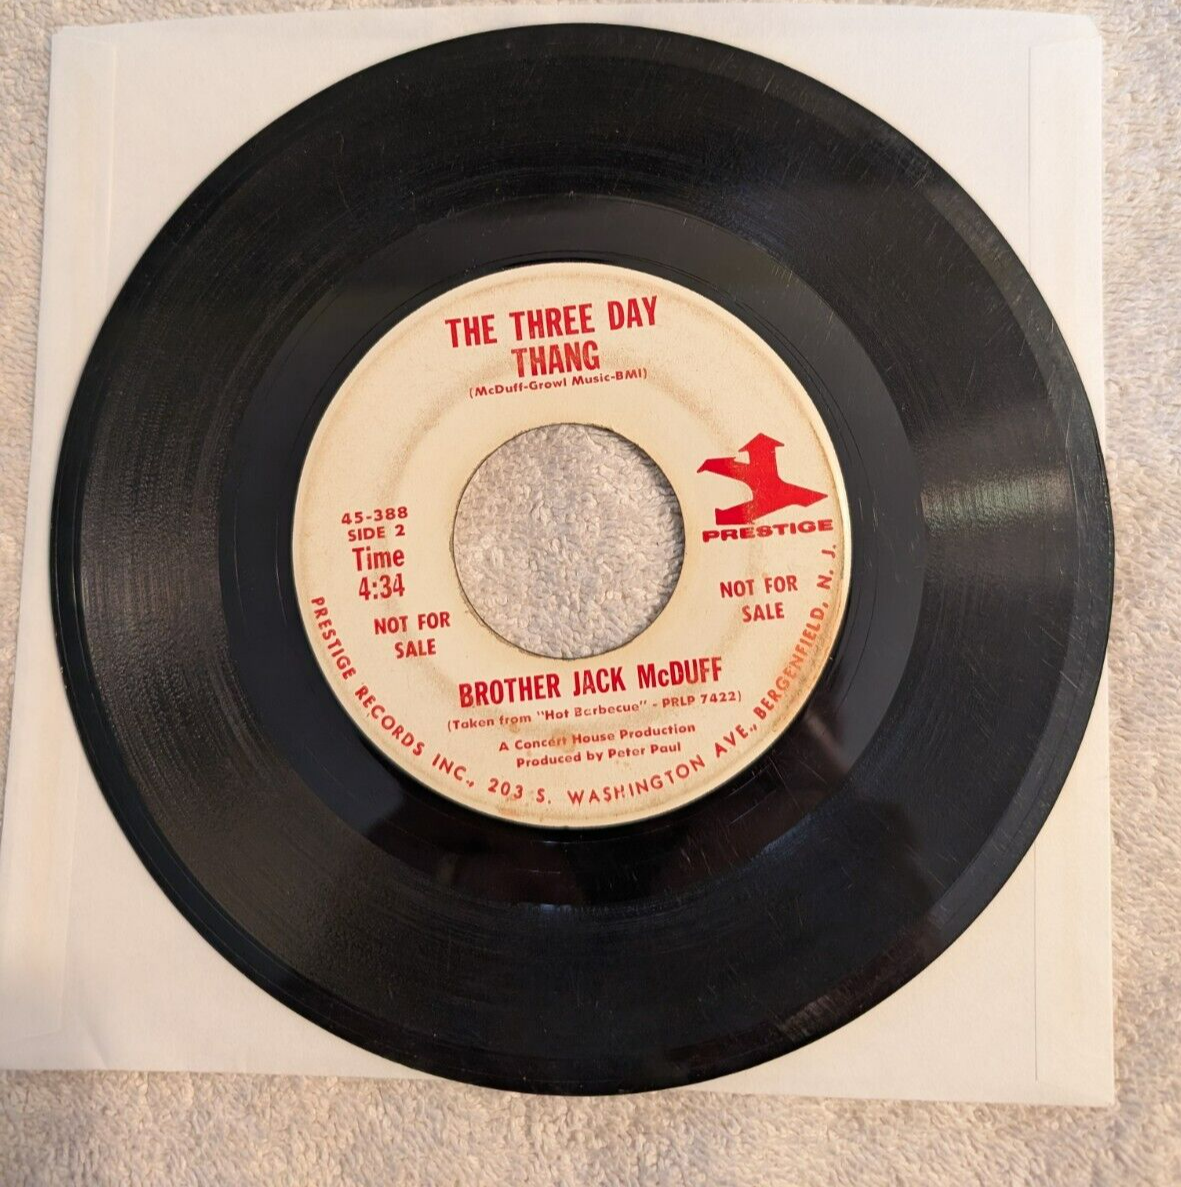 THE THREE DAY
THANG
(McDuff-Growl Music-BMI)
PRESTIGE
45-388
SIDE 2
Time
4:34
NOT FOR
SALE
NOT FOR
SALE
BROTHER JACK McDUFF
(Taken from "Hot Barbecue" - PRLP 7422)
A Concert House Production
Produced by Peter Paul
PRESTIGE RECORDS INC., 203 S. WASHINGTON AVE., BERGENFIELD, N. J.